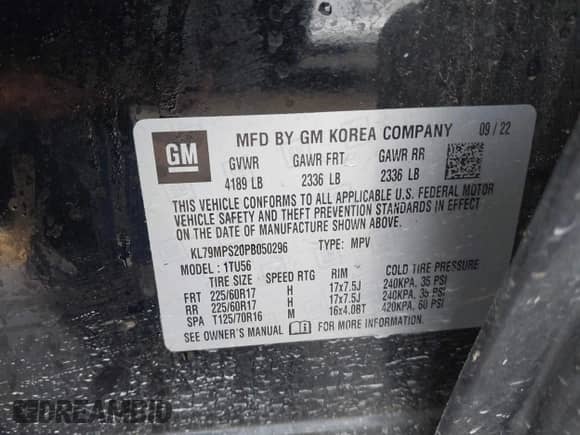 GM
MFD BY GM KOREA COMPANY 09 / 22
GVWR GAWR FRT GAWR RR
4189 LB 2336 LB 2336 LB
THIS VEHICLE CONFORMS TO ALL APPLICABLE U.S. FEDERAL MOTOR
VEHICLE SAFETY AND THEFT PREVENTION STANDARDS IN EFFECT
ON THE DATE OF MANUFACTURE SHOWN ABOVE.
KL79MPS20PB050296 TYPE: MPV
MODEL: 1TU56
TIRE SIZE SPEED RTG RIM COLD TIRE PRESSURE
FRT 225/60R17 H 17x7.5J 240KPA, 35 PSI
RR 225/60R17 H 17x7.5J 240KPA, 35 PSI
SPA T125/70R16 M 16x4.0BT 420KPA, 60 PSI
SEE OWNER'S MANUAL FOR MORE INFORMATION
DREAMBID